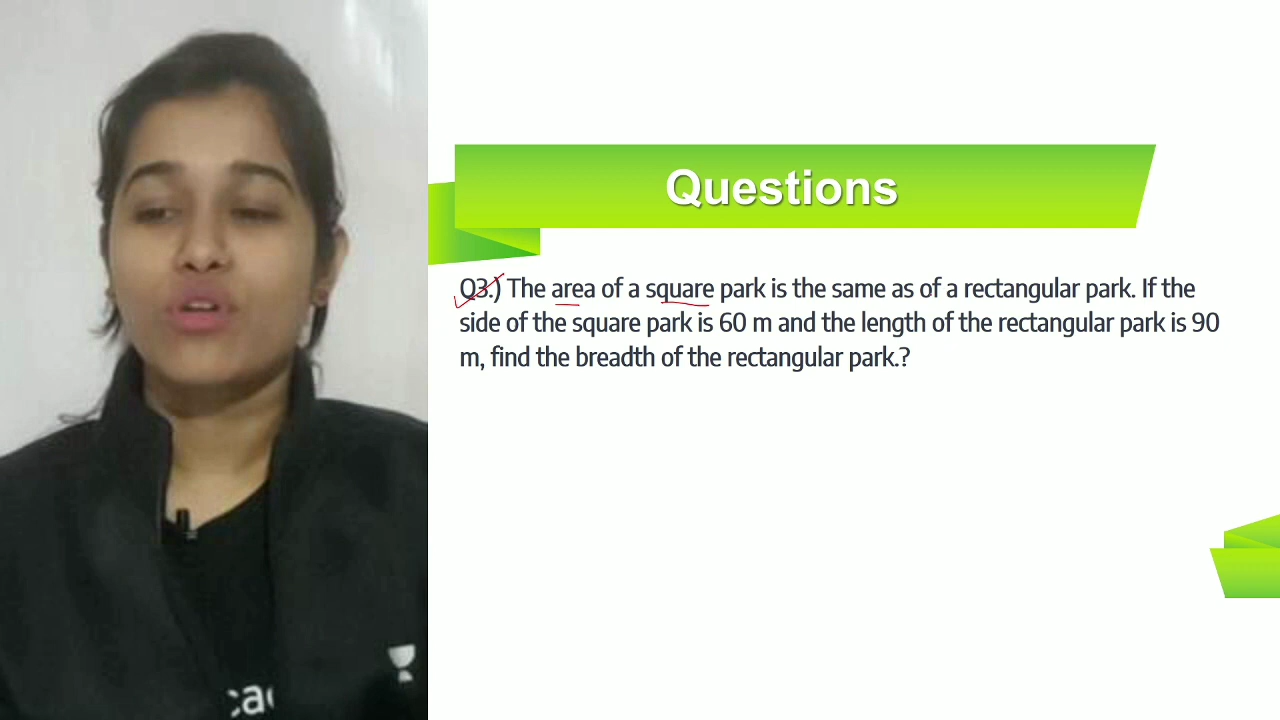 Questions
Q3.) The area of a square park is the same as of a rectangular park. If the
side of the square park is 60 m and the length of the rectangular park is 90
m, find the breadth of the rectangular park.?